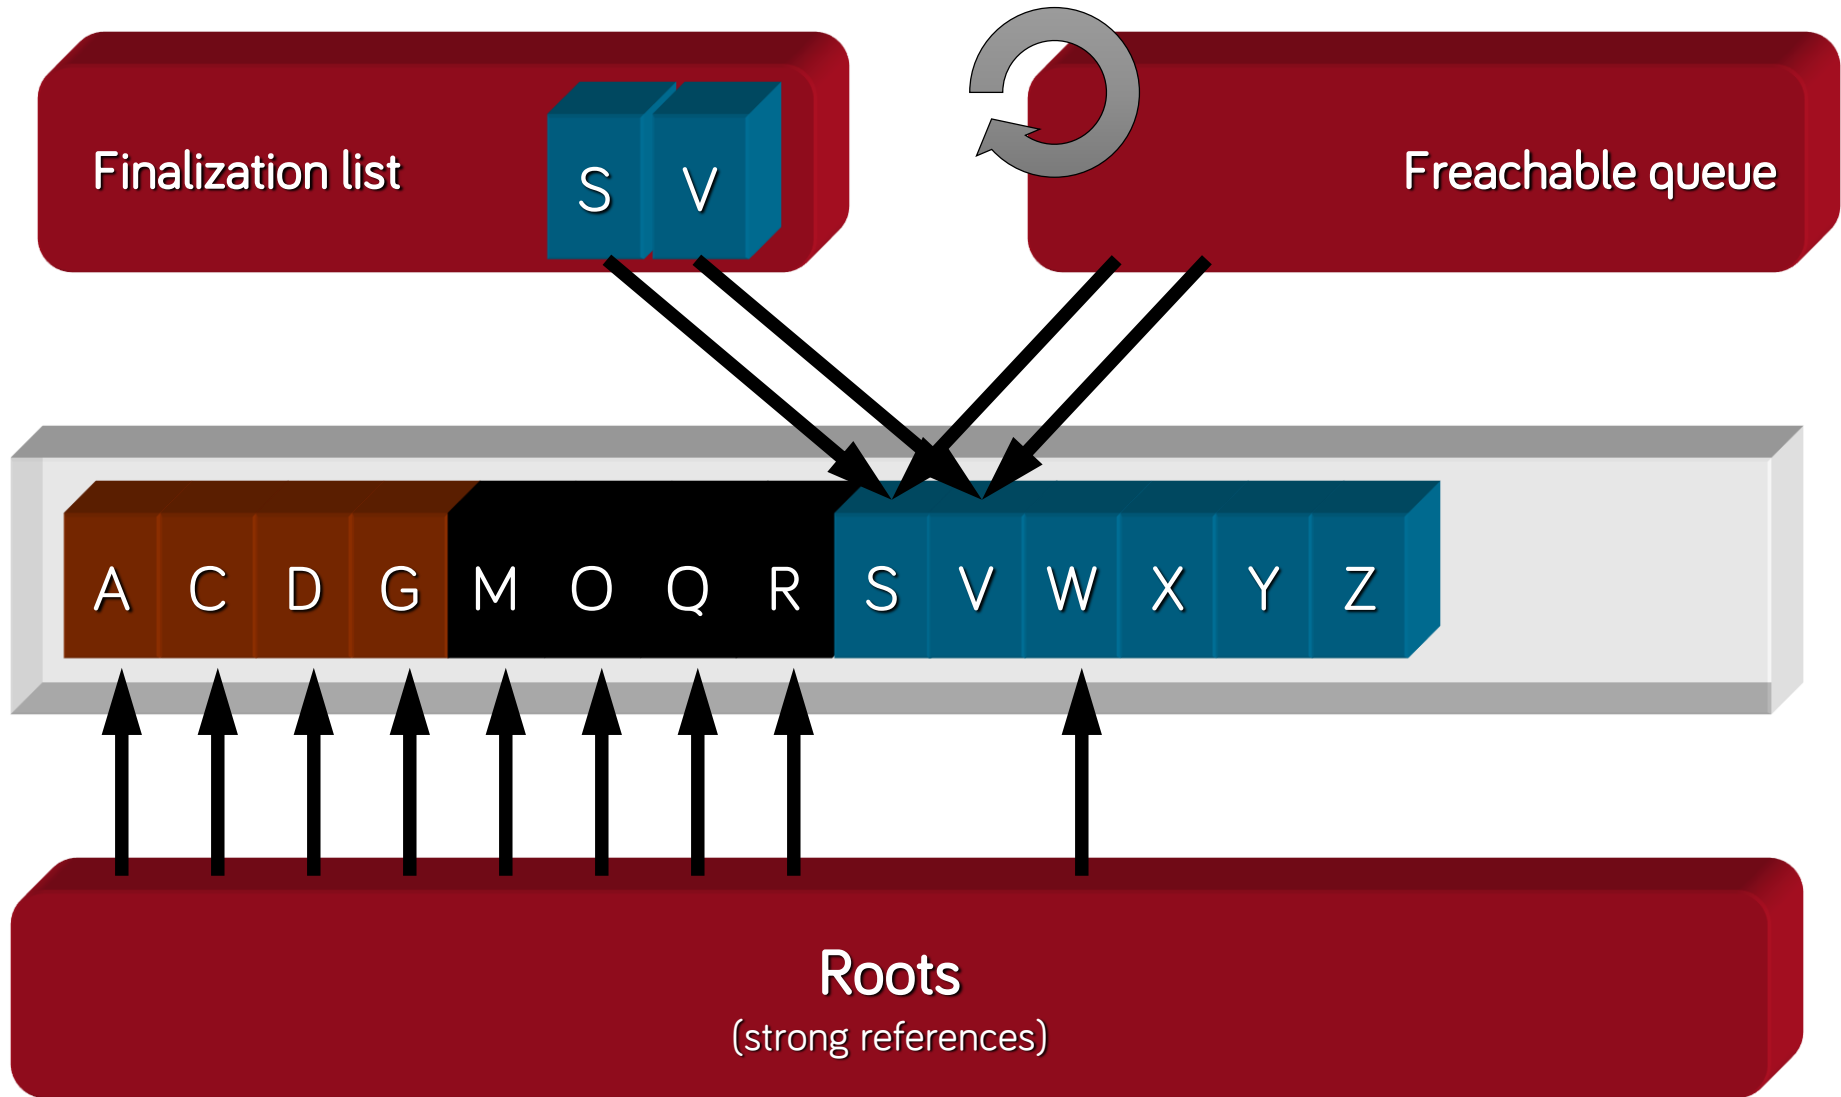 Finalization list
S V
Freachable queue
A C D G M O Q R S V W X Y Z
Roots
(strong references)